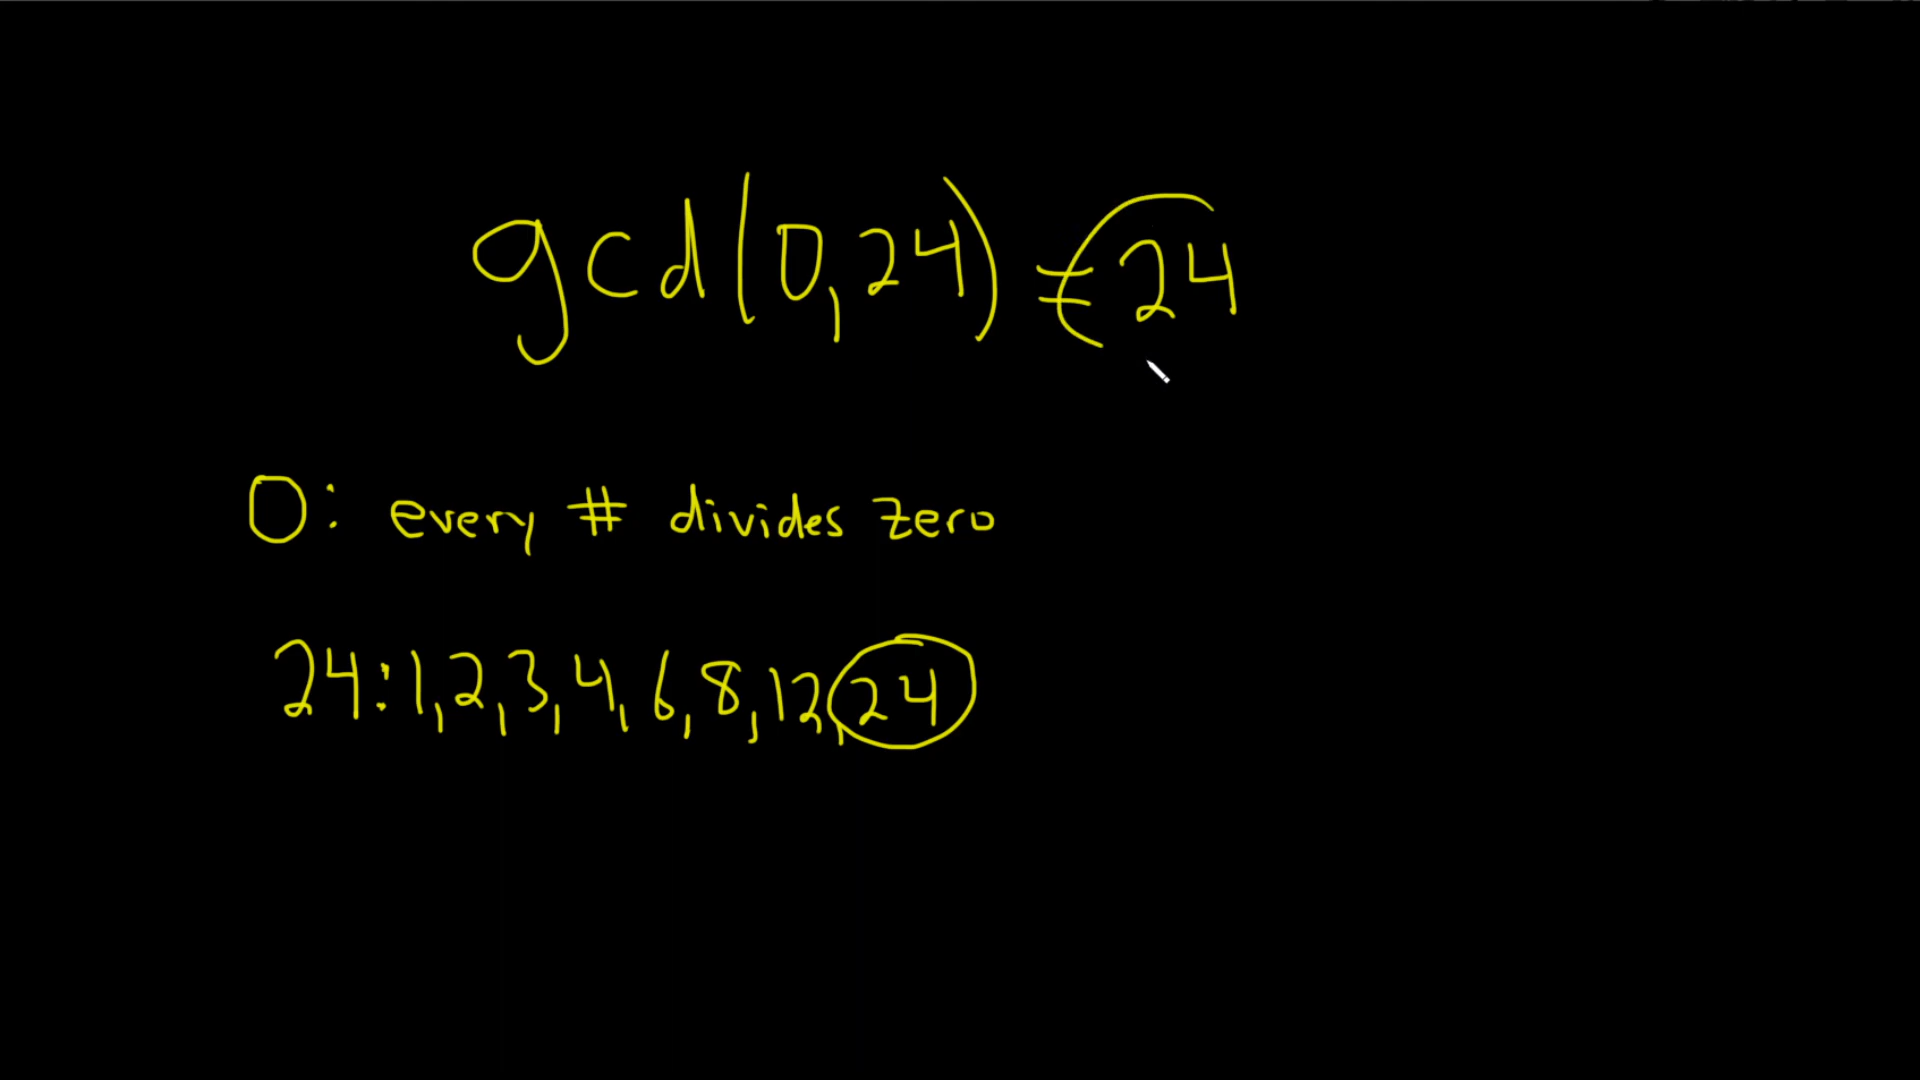 gcd(0,24) = 24
0: every # divides zero
24: 1, 2, 3, 4, 6, 8, 12, 24